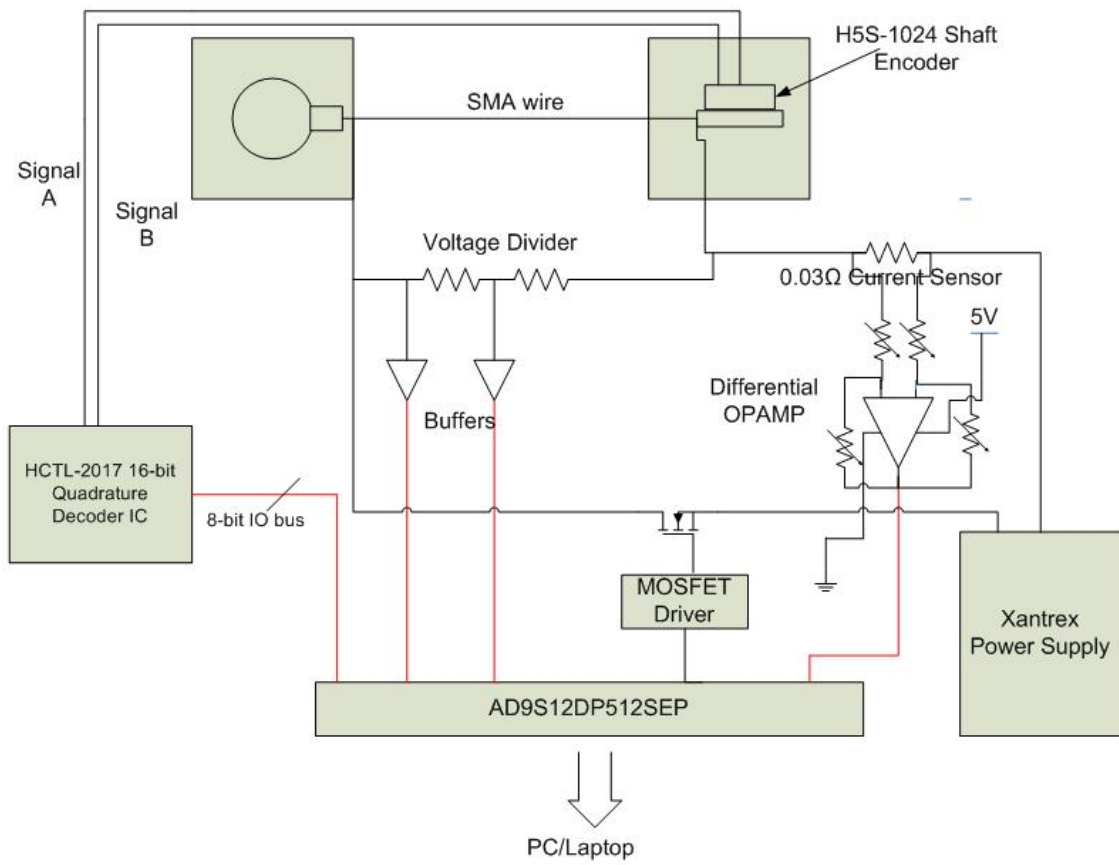 H5S-1024 Shaft
Encoder
SMA wire
Signal
A
Signal
B
Voltage Divider
0.03Ω Current Sensor
5V
Differential
OPAMP
Buffers
HCTL-2017 16-bit
Quadrature
Decoder IC
8-bit IO bus
MOSFET
Driver
Xantrex
Power Supply
AD9S12DP512SEP
PC/Laptop